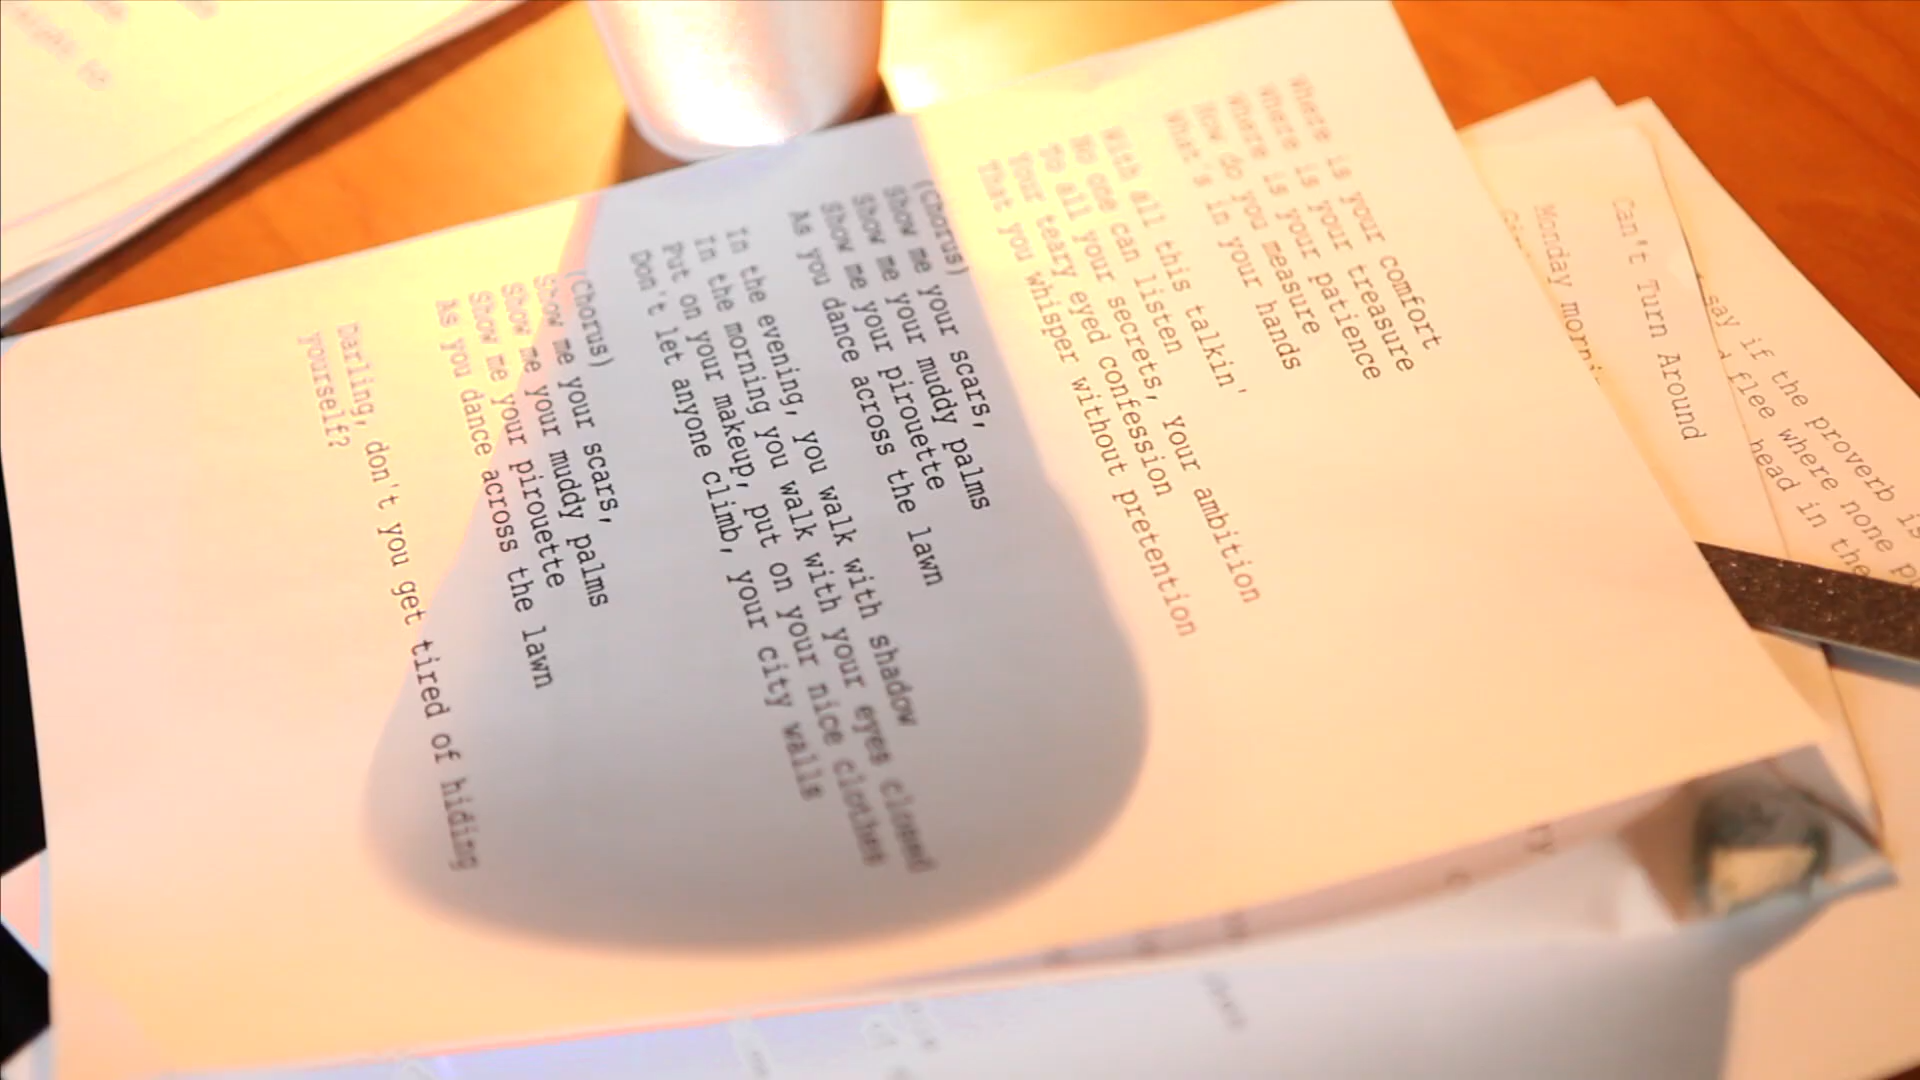 Where is your comfort
Where is your treasure
Where is your patience
How do you measure
What's in your hands
With all this talkin'
No one can listen
To all your secrets, your ambition
Your teary eyed confession
That you whisper without pretention
(Chorus)
Show me your scars,
Show me your muddy palms
Show me your pirouette
As you dance across the lawn
In the evening, you walk with shadow
In the morning you walk with your eyes closed
Put on your makeup, put on your nice clothes
Don't let anyone climb, your city walls
(Chorus)
Show me your scars,
Show me your muddy palms
Show me your pirouette
As you dance across the lawn
Darling, don't you get tired of hiding
yourself?
Can't Turn Around
Monday morni
say if the proverb is
flee where none
head in the